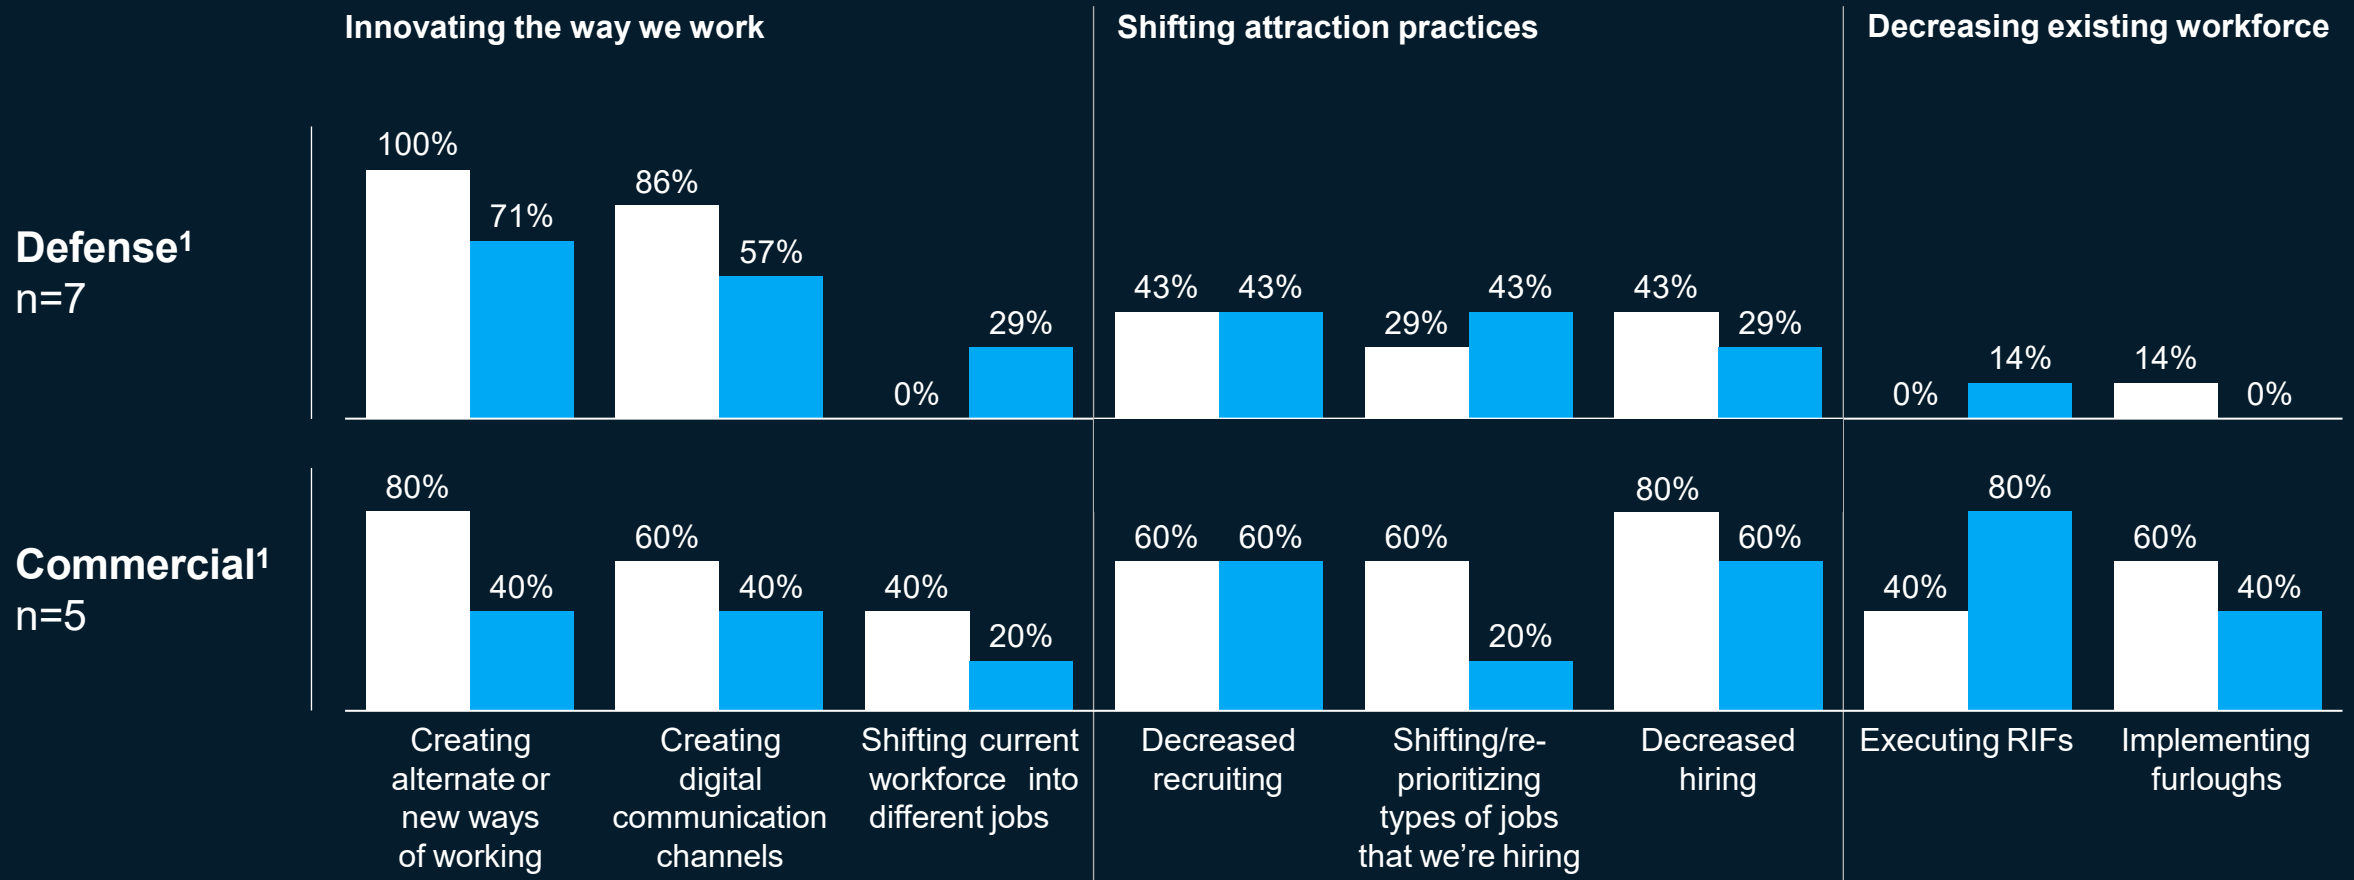 Innovating the way we work
Shifting attraction practices
Decreasing existing workforce
Defense¹
n=7
100%
71%
86%
57%
0%
29%
43%
43%
29%
43%
43%
29%
0%
14%
14%
0%
Commercial¹
n=5
80%
40%
60%
40%
40%
20%
60%
60%
60%
20%
80%
60%
40%
80%
60%
40%
Creating
alternate or
new ways
of working
Creating
digital
communication
channels
Shifting current
workforce into
different jobs
Decreased
recruiting
Shifting/re-
prioritizing
types of jobs
that we’re hiring
Decreased
hiring
Executing RIFs
Implementing
furloughs